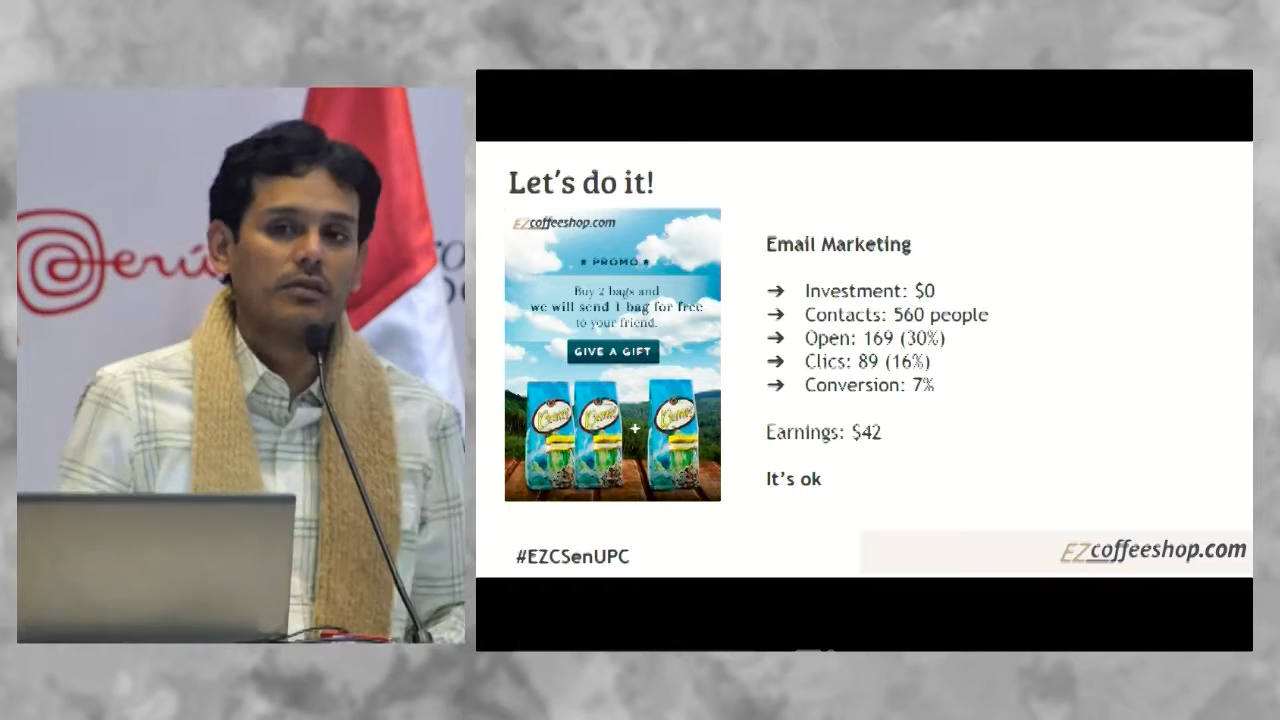 Perú
Let's do it!
EZcoffeeshop.com
PROMO
Buy 2 bags and
we will send 1 bag for free
to your friend.
GIVE A GIFT
+
Email Marketing
➔ Investment: $0
➔ Contacts: 560 people
➔ Open: 169 (30%)
➔ Clics: 89 (16%)
➔ Conversion: 7%
Earnings: $42
It's ok
#EZCSenUPC
EZcoffeeshop.com